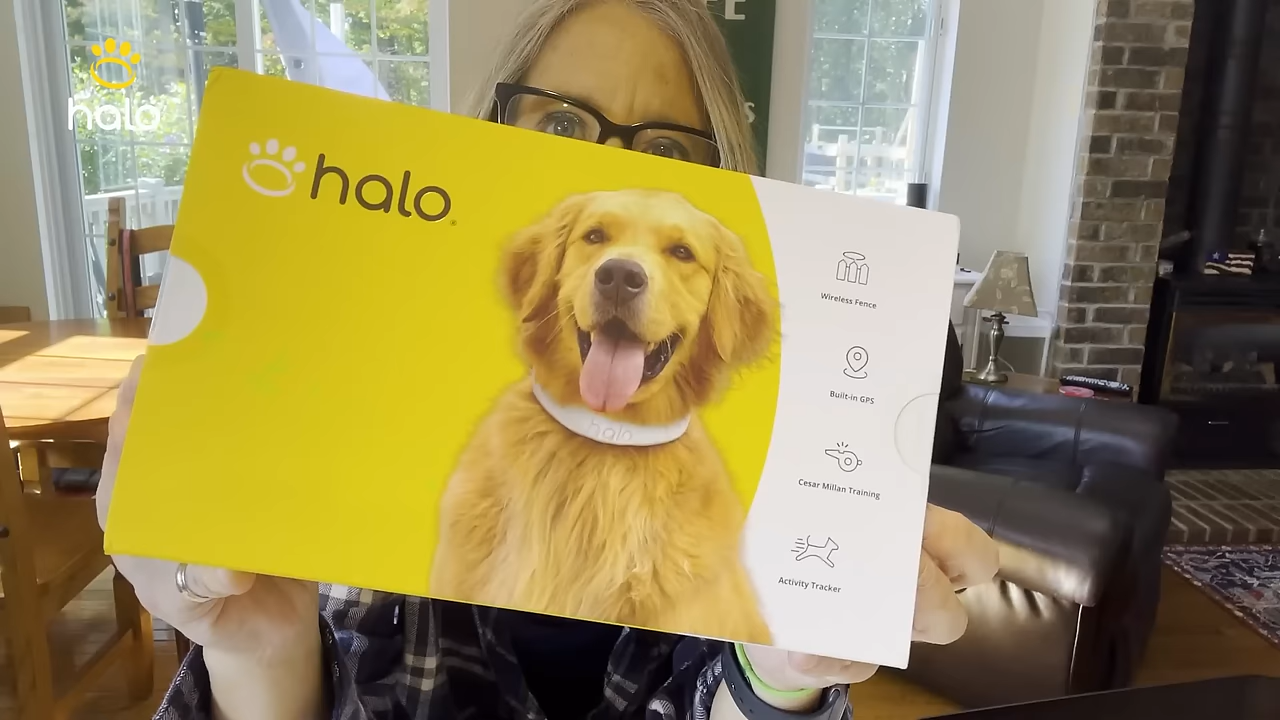 halo
halo®
halo
Wireless Fence
Built-in GPS
Cesar Millan Training
Activity Tracker